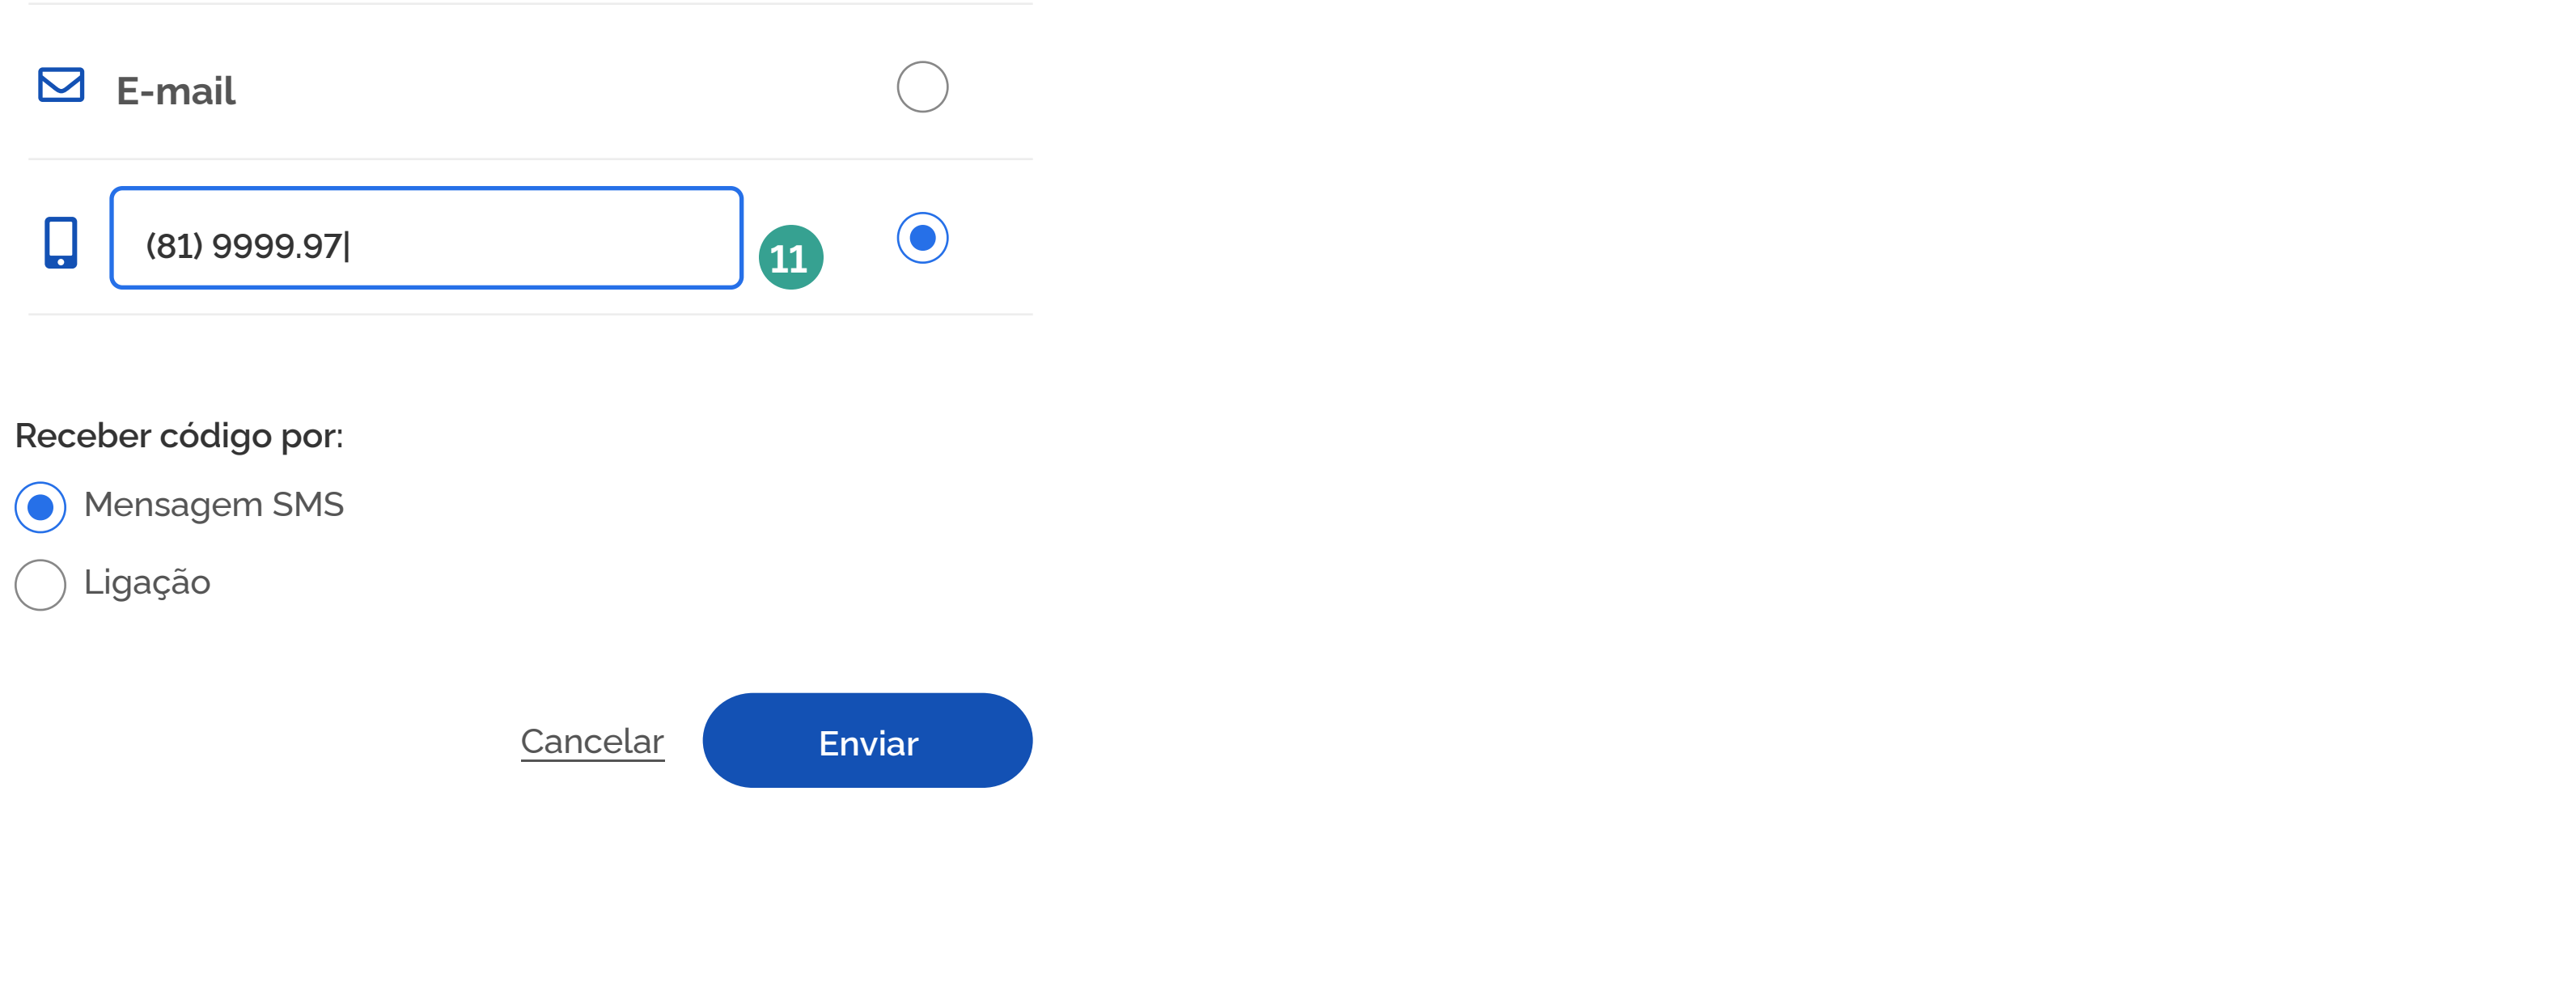 E-mail
(81) 9999.97
11
Receber código por:
Mensagem SMS
Ligação
Cancelar
Enviar